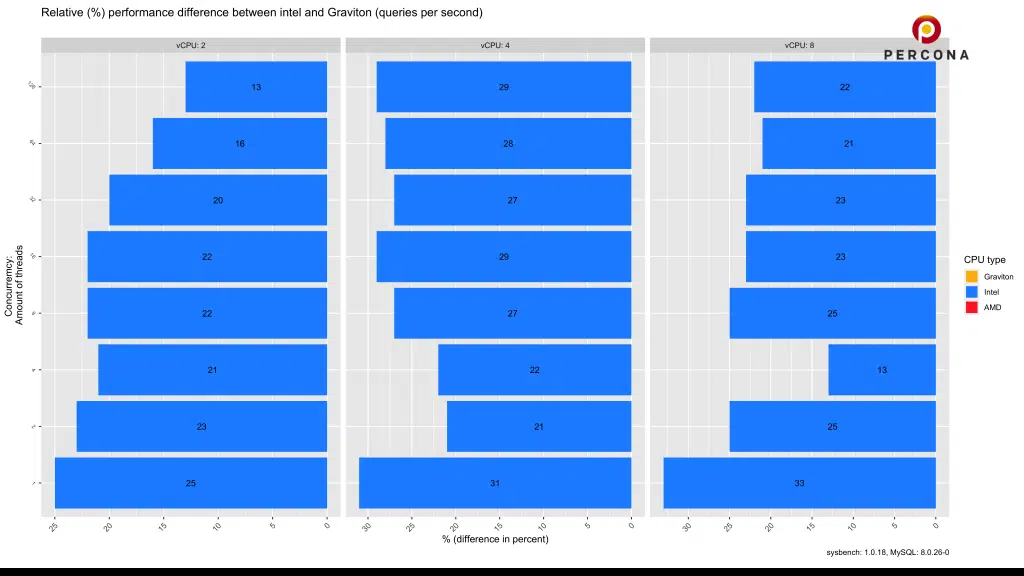 Relative (%) performance difference between intel and Graviton (queries per second)
PERCONA
vCPU: 2
vCPU: 4
vCPU: 8
13
16
20
22
22
21
23
25
29
28
27
29
27
22
21
31
22
21
23
23
25
13
25
33
Concurremcy:
Amount of threads
25 20 15 10 5 0
30 25 20 15 10 5 0
30 25 20 15 10 5 0
% (difference in percent)
CPU type
Graviton
Intel
AMD
sysbench: 1.0.18, MySQL: 8.0.26-0